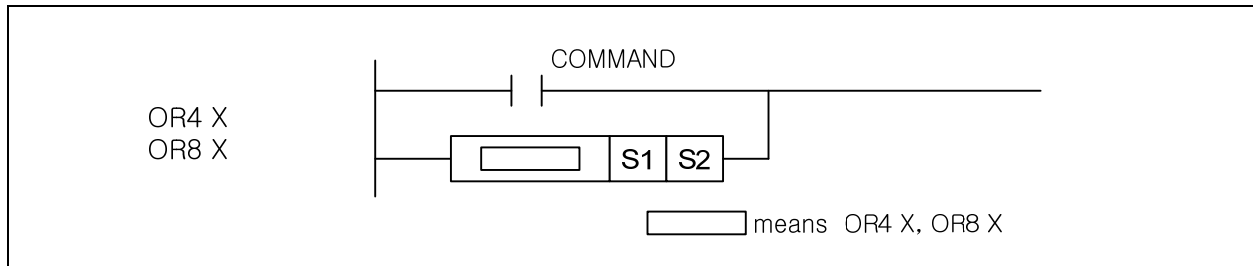 COMMAND
OR4 X
OR8 X
S1 S2
means OR4 X, OR8 X